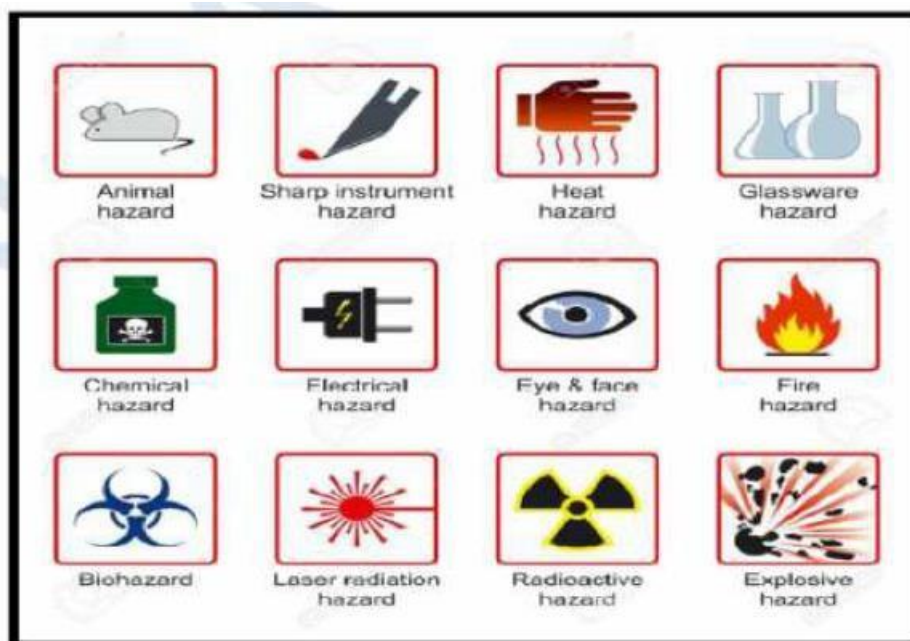 Animal
hazard
Sharp instrument
hazard
Heat
hazard
Glassware
hazard
Chemical
hazard
Electrical
hazard
Eye & face
hazard
Fire
hazard
Biohazard
Laser radiation
hazard
Radioactive
hazard
Explosive
hazard